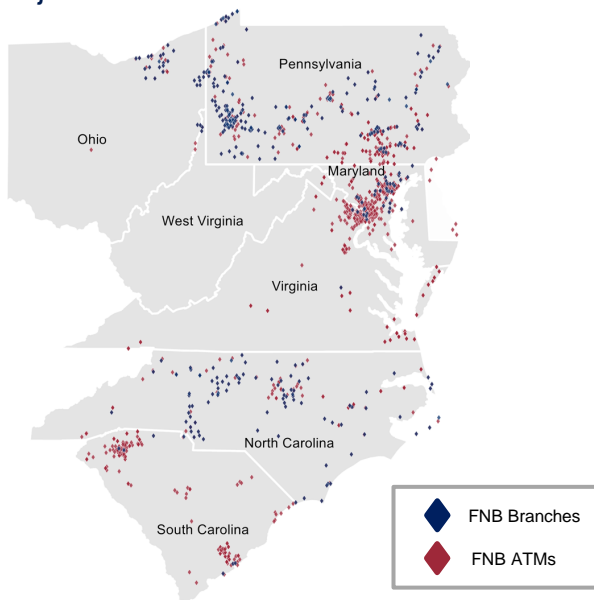 Pennsylvania
Ohio
Maryland
West Virginia
Virginia
North Carolina
South Carolina
FNB Branches
FNB ATMs